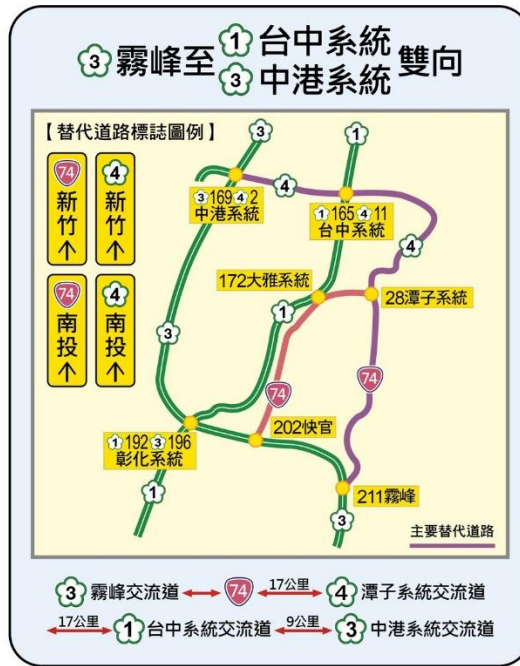 3 霧峰至 1 台中系統 3 中港系統 雙向
【替代道路標誌圖例】
74 新竹↑
4 新竹↑
74 南投↑
4 南投↑
3
1
3 169 4 2
中港系統
4
1 165 4 11
台中系統
4
172大雅系統
28潭子系統
1
3
74
74
1 192 3 196
彰化系統
202快官
211霧峰
1
3
主要替代道路
3 霧峰交流道 74 17公里 4 潭子系統交流道
17公里 1 台中系統交流道 9公里 3 中港系統交流道